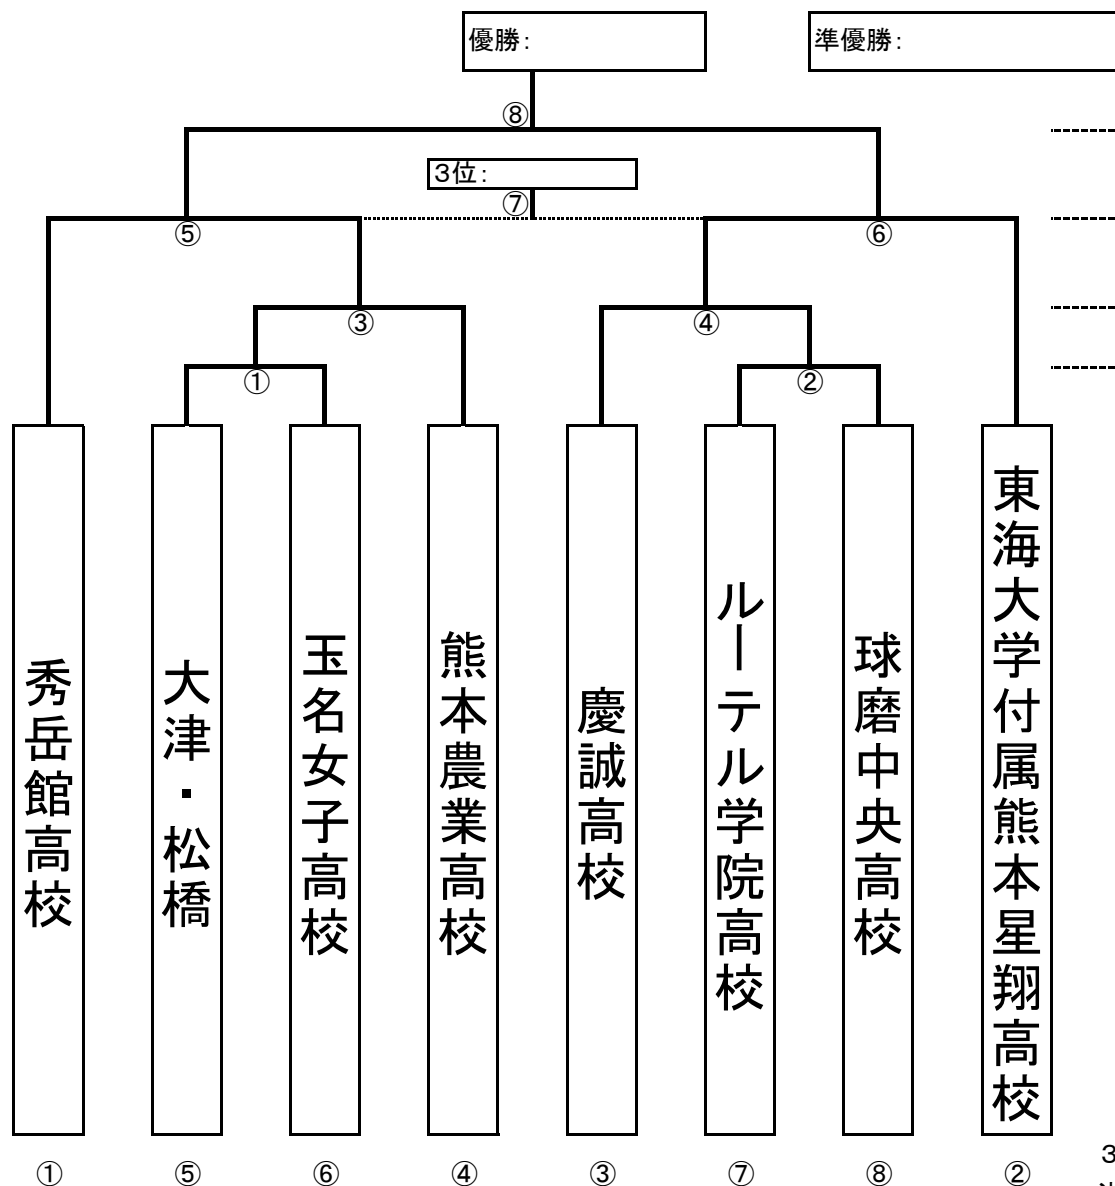 優勝：
準優勝：
⑧
3位：
⑦
⑤
⑥
③
④
①
②
秀岳館高校
大津・松橋
玉名女子高校
熊本農業高校
慶誠高校
ルーテル学院高校
球磨中央高校
東海大学付属熊本星翔高校
①
⑤
⑥
④
③
⑦
⑧
②
3